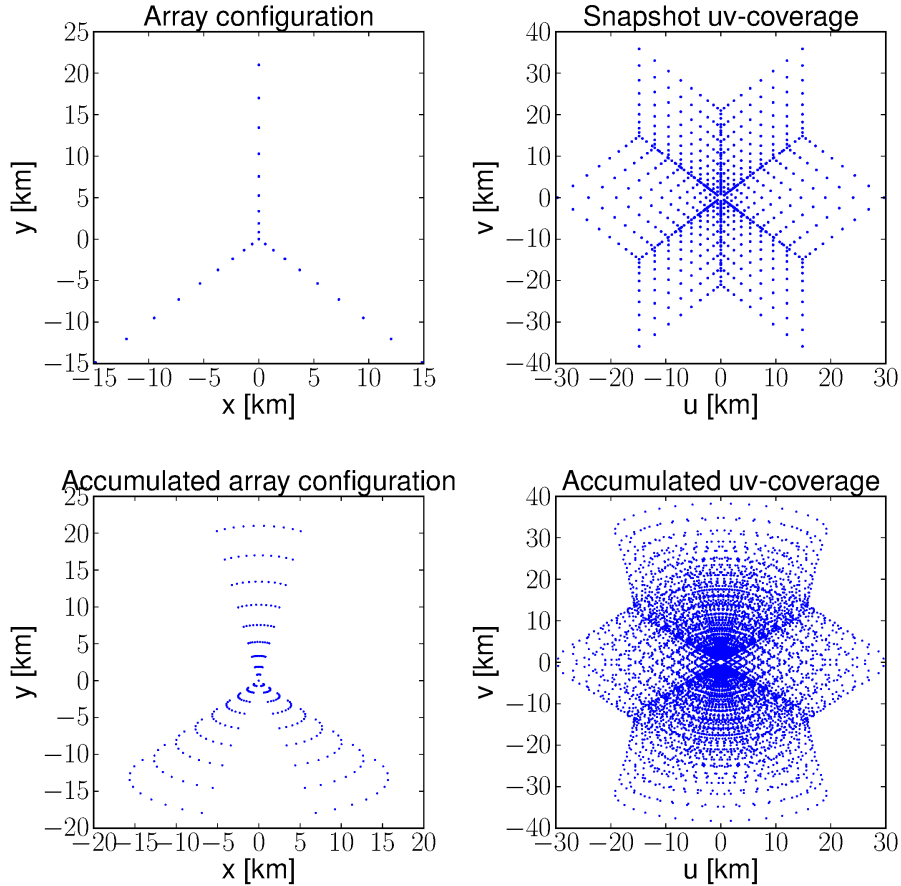 Array configuration
25
20
15
10
5
0
−5
−10
−15
−15 −10 −5 0 5 10 15
y [km]
x [km]
Snapshot uv-coverage
40
30
20
10
0
−10
−20
−30
−40
−30 −20 −10 0 10 20 30
v [km]
u [km]
Accumulated array configuration
25
20
15
10
5
0
−5
−10
−15
−20
−20 −15 −10 −5 0 5 10 15 20
y [km]
x [km]
Accumulated uv-coverage
40
30
20
10
0
−10
−20
−30
−40
−30 −20 −10 0 10 20 30
v [km]
u [km]